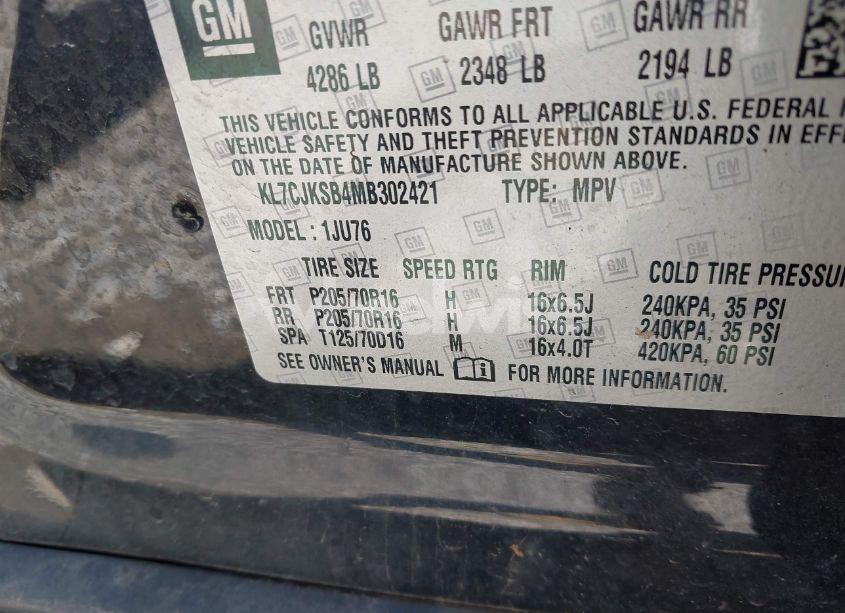 GM
GVWR GAWR FRT GAWR RR
4286 LB 2348 LB 2194 LB
THIS VEHICLE CONFORMS TO ALL APPLICABLE U.S. FEDERAL
VEHICLE SAFETY AND THEFT PREVENTION STANDARDS IN EFFE
ON THE DATE OF MANUFACTURE SHOWN ABOVE.
KL7CJKSB4MB302421 TYPE: MPV
MODEL: 1JU76
TIRE SIZE SPEED RTG RIM COLD TIRE PRESSUR
FRT P205/70R16 H 16x6.5J 240KPA, 35 PSI
RR P205/70R16 H 16x6.5J 240KPA, 35 PSI
SPA T125/70D16 M 16x4.0T 420KPA, 60 PSI
SEE OWNER'S MANUAL FOR MORE INFORMATION.